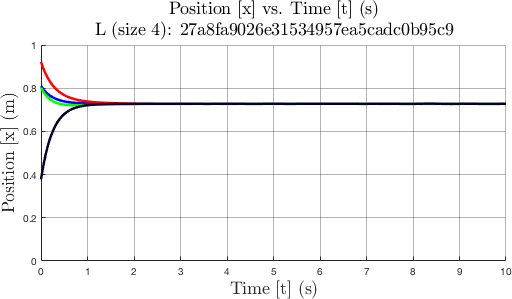 Position [x] vs. Time [t] (s)
L (size 4): 27a8fa9026e31534957ea5cadc0b95c9
Position [x] (m)
1
0.8
0.6
0.4
0.2
0
0 1 2 3 4 5 6 7 8 9 10
Time [t] (s)